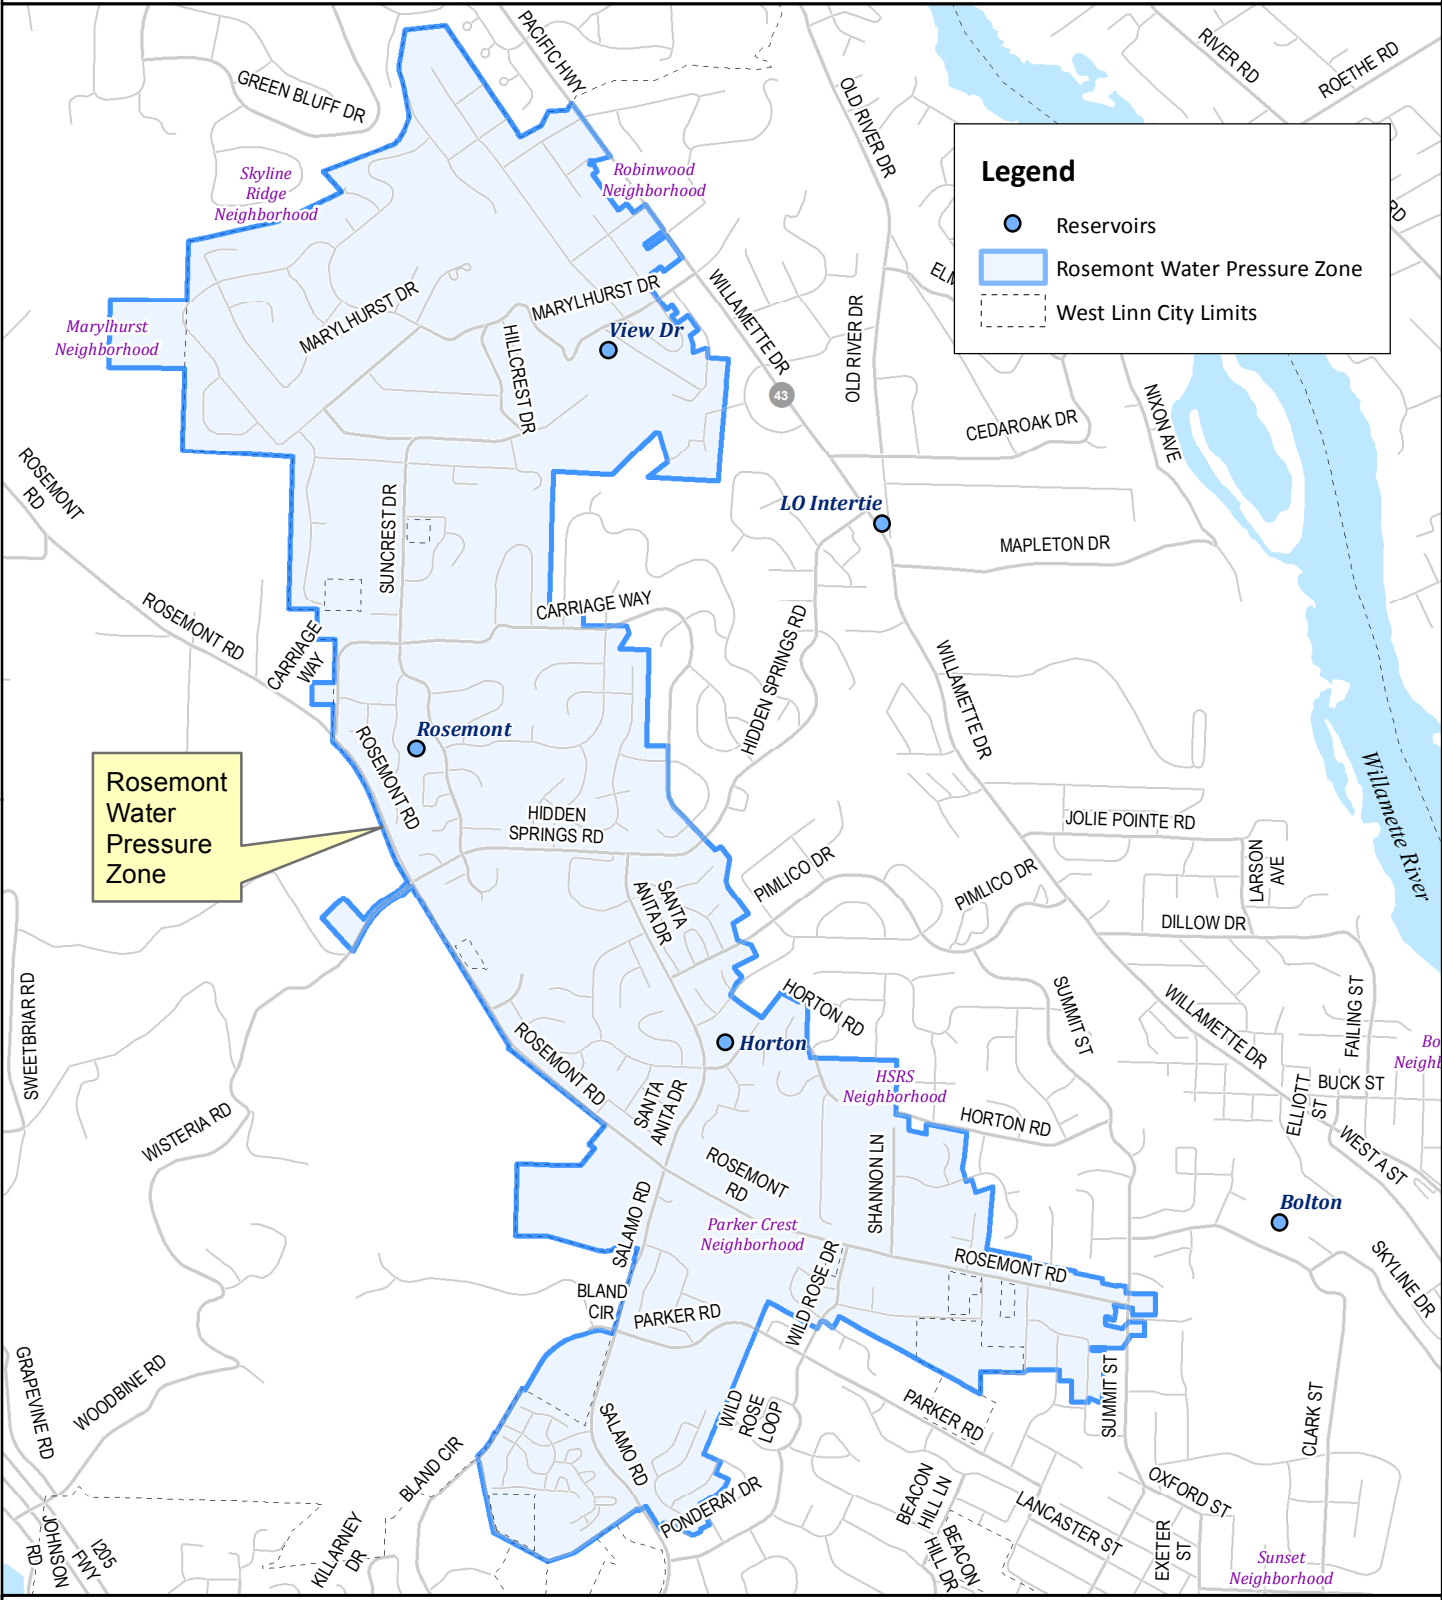 PACIFIC HWY
RIVER RD
ROETHE RD
GREEN BLUFF DR
OLD RIVER DR
Legend
Reservoirs
Rosemont Water Pressure Zone
West Linn City Limits
Skyline
Ridge
Neighborhood
Robinwood
Neighborhood
RD
ELM
MARYLHURST DR
MARYLHURST DR
WILLAMETTE DR
OLD RIVER DR
Marylhurst
Neighborhood
View Dr
HILLCREST DR
43
NIXON AVE
CEDAROAK DR
ROSEMONT
RD
SUNCREST DR
LO Intertie
MAPLETON DR
ROSEMONT RD
CARRIAGE WAY
CARRIAGE
WAY
HIDDEN SPRINGS RD
WILLAMETTE DR
Rosemont
ROSEMONT RD
Rosemont
Water
Pressure
Zone
Willamette River
HIDDEN
SPRINGS RD
JOLIE POINTE RD
LARSON
AVE
PIMLICO DR
PIMLICO DR
SANTA
ANITA DR
DILLOW DR
SWEETBRIAR RD
HORTON RD
SUMMIT ST
WILLAMETTE DR
FAILING ST
Horton
ROSEMONT RD
Bo
Neighb
HSRS
Neighborhood
SANTA
ANITA DR
BUCK ST
ELLIOTT
ST
HORTON RD
WISTERIA RD
WEST A ST
ROSEMONT
RD
SHANNON LN
SALAMO RD
Parker Crest
Neighborhood
Bolton
ROSEMONT RD
SKYLINE DR
BLAND
CIR
PARKER RD
WILD ROSE DR
GRAPEVINE RD
WOODBINE RD
SUMMIT ST
WILD
ROSE
LOOP
PARKER RD
CLARK ST
SALAMO RD
BLAND CIR
PONDERAY DR
BEACON
HILL LN
LANCASTER ST
OXFORD ST
EXETER
ST
BEACON
HILL DR
JOHNSON
RD
I205
FWY
KILLARNEY
DR
Sunset
Neighborhood